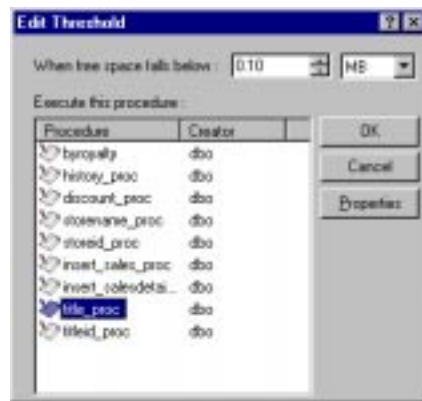 Edit Threshold
When free space falls below : 0.10 MB
Execute this procedure :
Procedure Creator
byroyalty dbo
history_proc dbo
discount_proc dbo
storename_proc dbo
storeid_proc dbo
insert_sales_proc dbo
insert_salesdetai... dbo
title_proc dbo
titleid_proc dbo
OK
Cancel
Properties